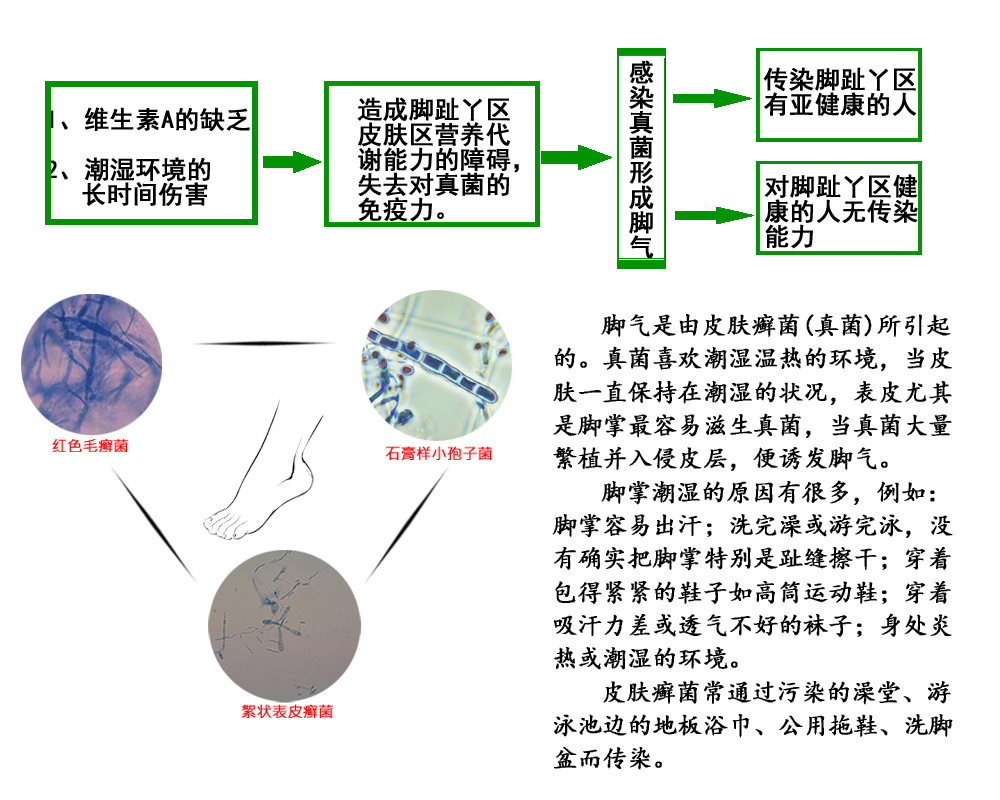 1、维生素A的缺乏
2、潮湿环境的
长时间伤害
造成脚趾丫区
皮肤区营养代
谢能力的障碍，
失去对真菌的
免疫力。
感染真菌形成脚气
传染脚趾丫区
有亚健康的人
对脚趾丫区健
康的人无传染
能力
红色毛癣菌
石膏样小孢子菌
絮状表皮癣菌
脚气是由皮肤癣菌(真菌)所引起
的。真菌喜欢潮湿温热的环境，当皮
肤一直保持在潮湿的状况，表皮尤其
是脚掌最容易滋生真菌，当真菌大量
繁植并入侵皮层，便诱发脚气。
脚掌潮湿的原因有很多，例如：
脚掌容易出汗；洗完澡或游完泳，没
有确实把脚掌特别是趾缝擦干；穿着
包得紧紧的鞋子如高筒运动鞋；穿着
吸汗力差或透气不好的袜子；身处炎
热或潮湿的环境。
皮肤癣菌常通过污染的澡堂、游
泳池边的地板浴巾、公用拖鞋、洗脚
盆而传染。